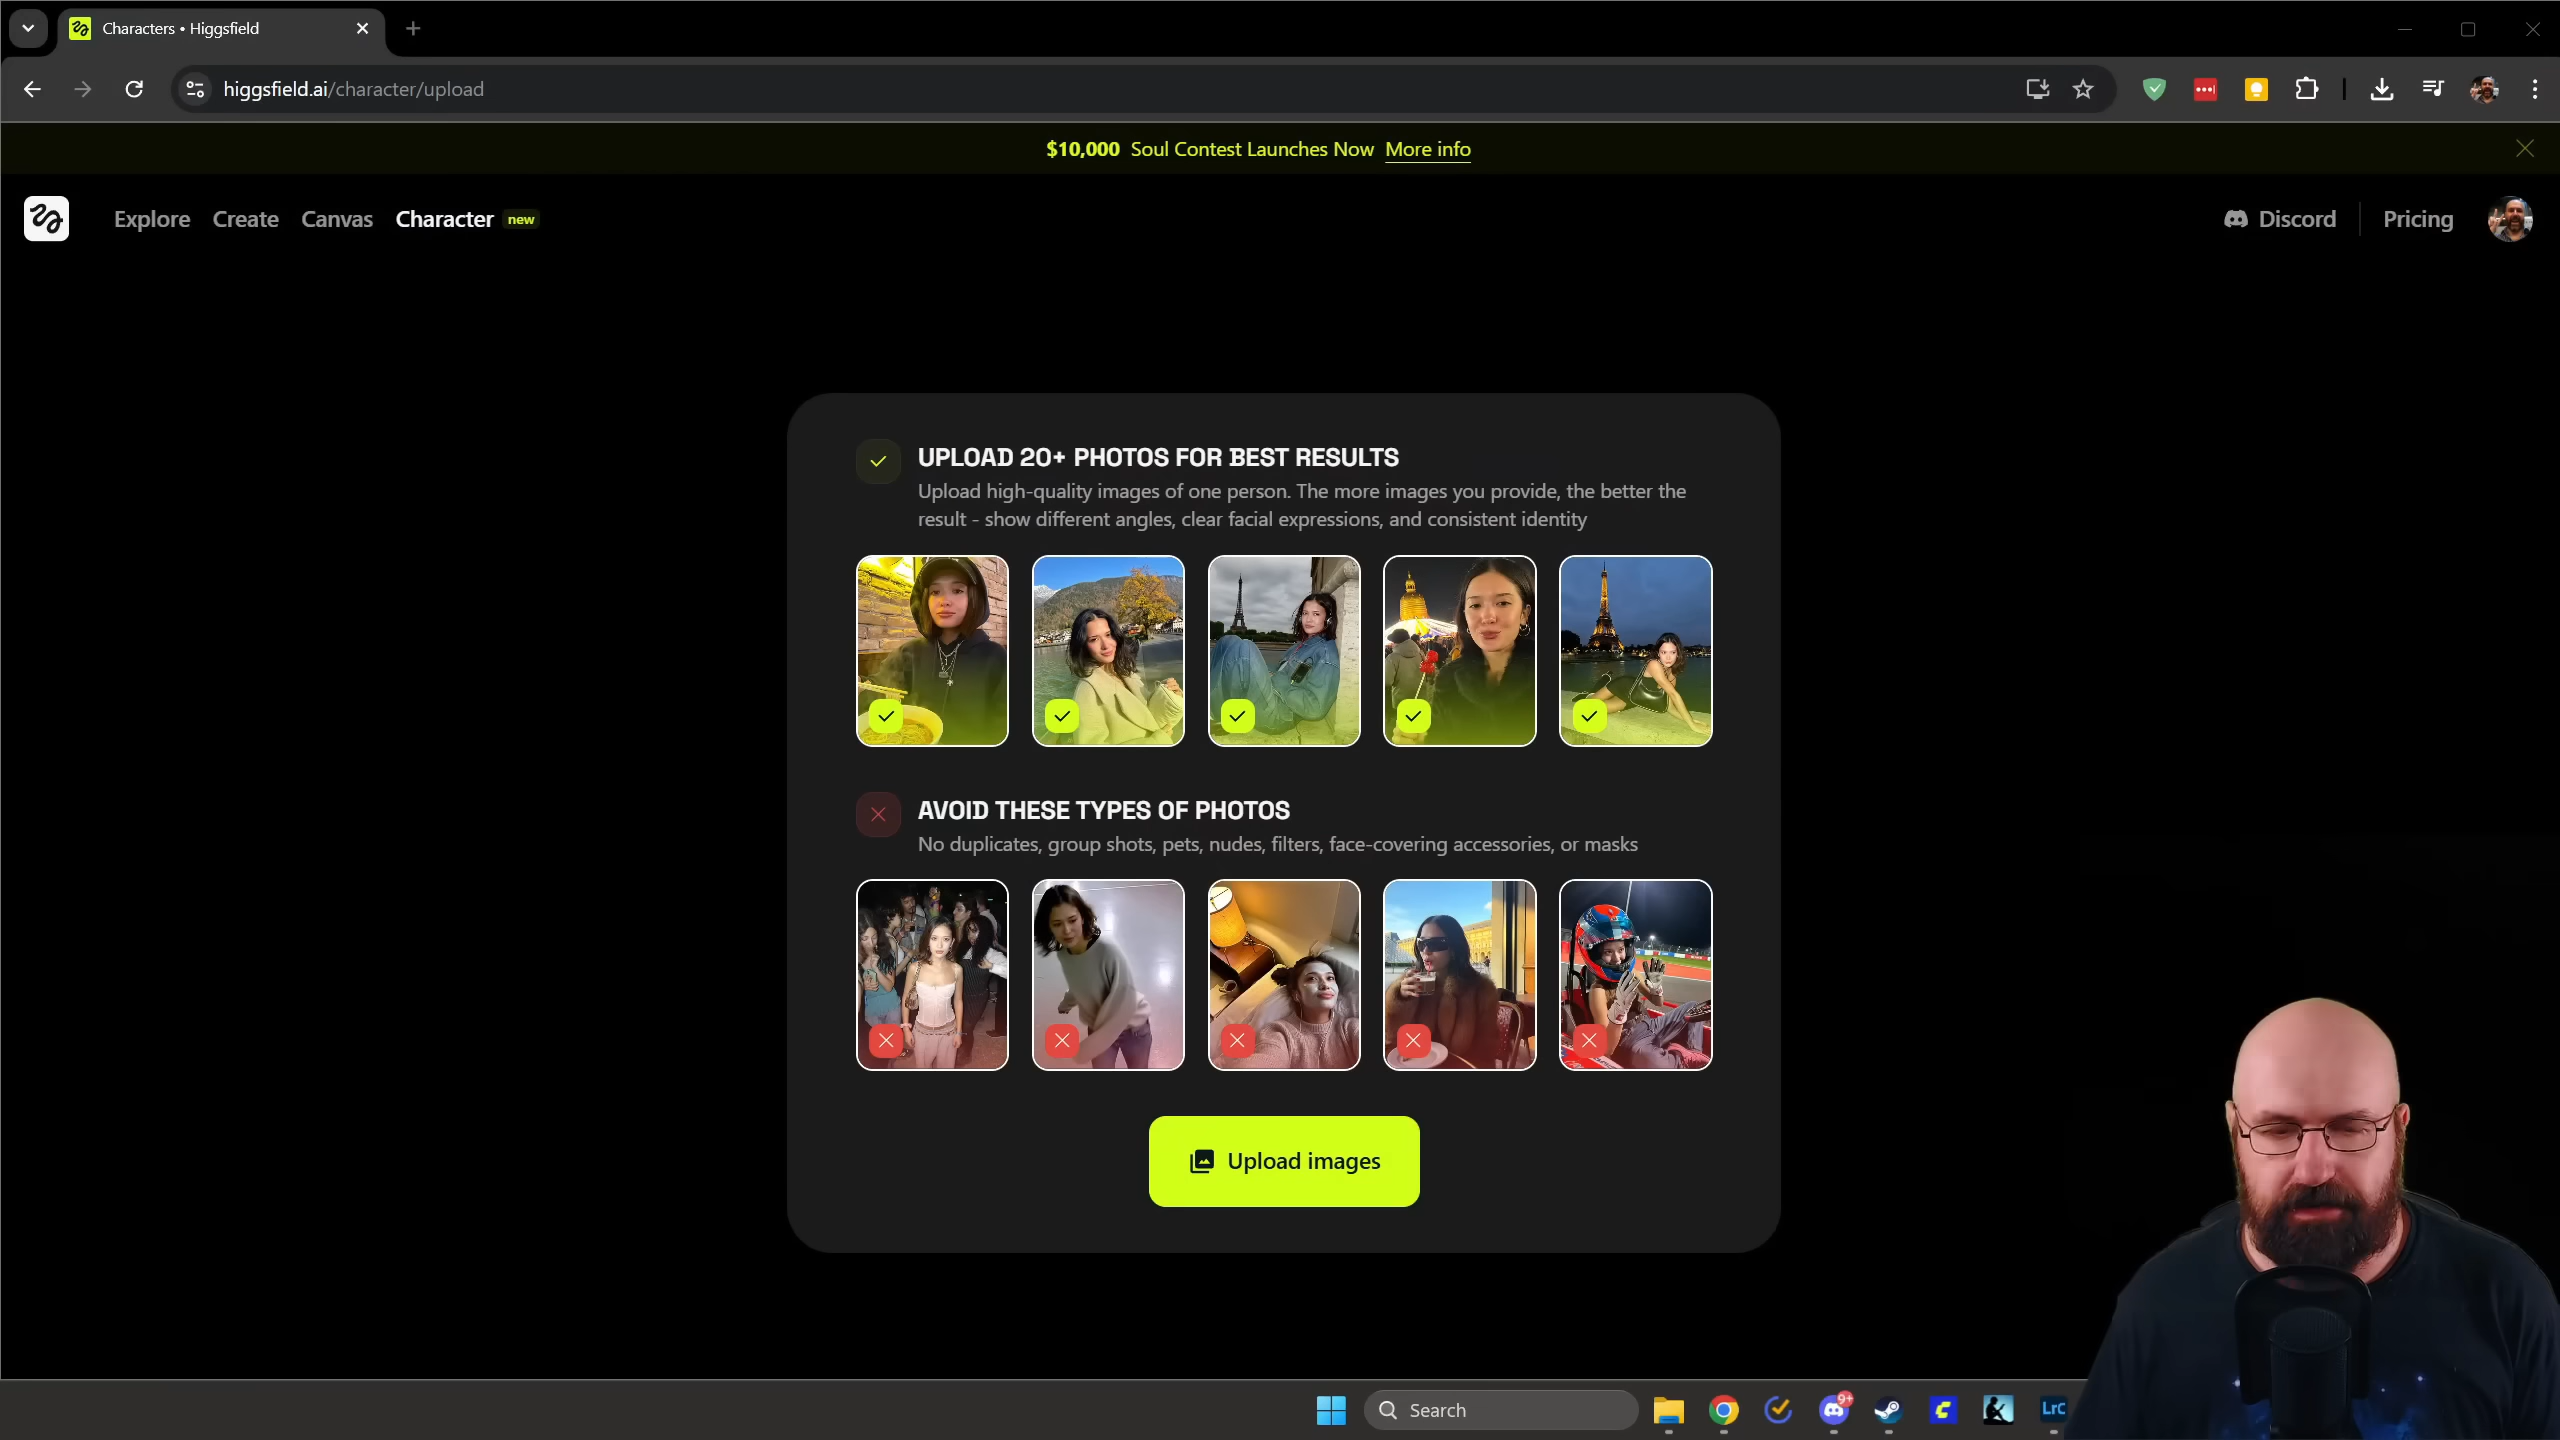 Characters • Higgsfield
higgsfield.ai/character/upload
$10,000 Soul Contest Launches Now More info
Explore Create Canvas Character new
Discord Pricing
UPLOAD 20+ PHOTOS FOR BEST RESULTS
Upload high-quality images of one person. The more images you provide, the better the
result - show different angles, clear facial expressions, and consistent identity
AVOID THESE TYPES OF PHOTOS
No duplicates, group shots, pets, nudes, filters, face-covering accessories, or masks
Upload images
Search
9+
LrC